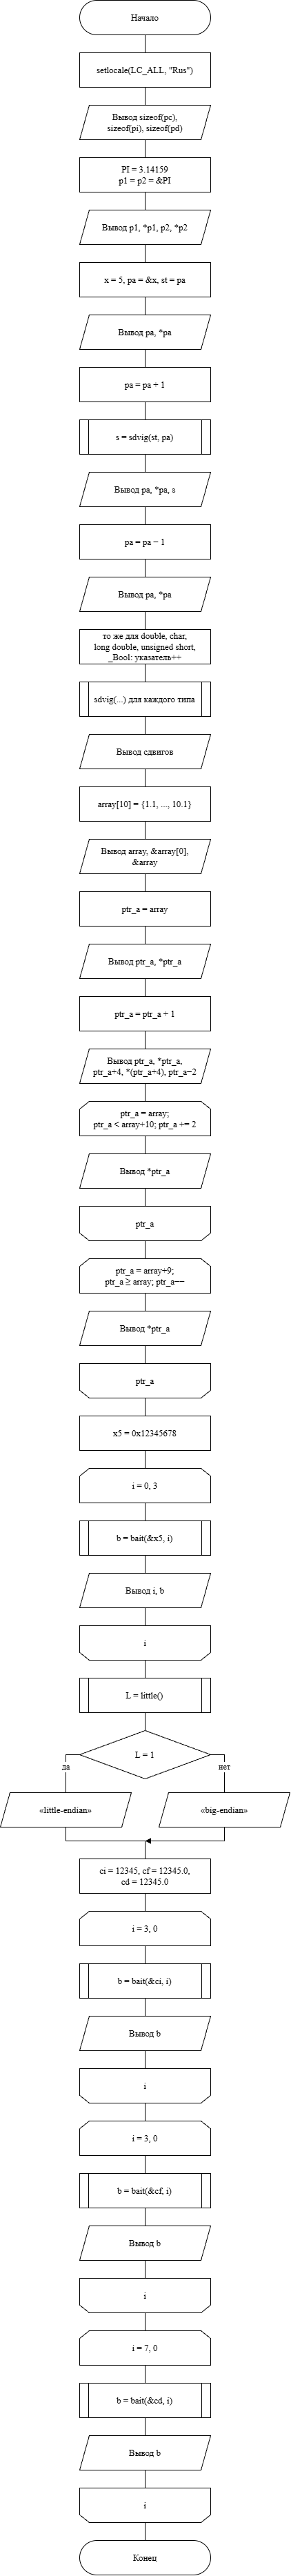 Начало
setlocale(LC_ALL, "Rus")
Вывод sizeof(pc),
sizeof(pi), sizeof(pd)
PI = 3.14159
p1 = p2 = &PI
Вывод p1, *p1, p2, *p2
x = 5, pa = &x, st = pa
Вывод pa, *pa
pa = pa + 1
s = sdvig(st, pa)
Вывод pa, *pa, s
pa = pa − 1
Вывод pa, *pa
то же для double, char,
long double, unsigned short,
_Bool: указатель++
sdvig(...) для каждого типа
Вывод сдвигов
array[10] = {1.1, ..., 10.1}
Вывод array, &array[0],
&array
ptr_a = array
Вывод ptr_a, *ptr_a
ptr_a = ptr_a + 1
Вывод ptr_a, *ptr_a,
ptr_a+4, *(ptr_a+4), ptr_a−2
ptr_a = array;
ptr_a < array+10; ptr_a += 2
Вывод *ptr_a
ptr_a
ptr_a = array+9;
ptr_a ≥ array; ptr_a−−
Вывод *ptr_a
ptr_a
x5 = 0x12345678
i = 0, 3
b = bait(&x5, i)
Вывод i, b
i
L = little()
L = 1
да
нет
«little-endian»
«big-endian»
ci = 12345, cf = 12345.0,
cd = 12345.0
i = 3, 0
b = bait(&ci, i)
Вывод b
i
i = 3, 0
b = bait(&cf, i)
Вывод b
i
i = 7, 0
b = bait(&cd, i)
Вывод b
i
Конец